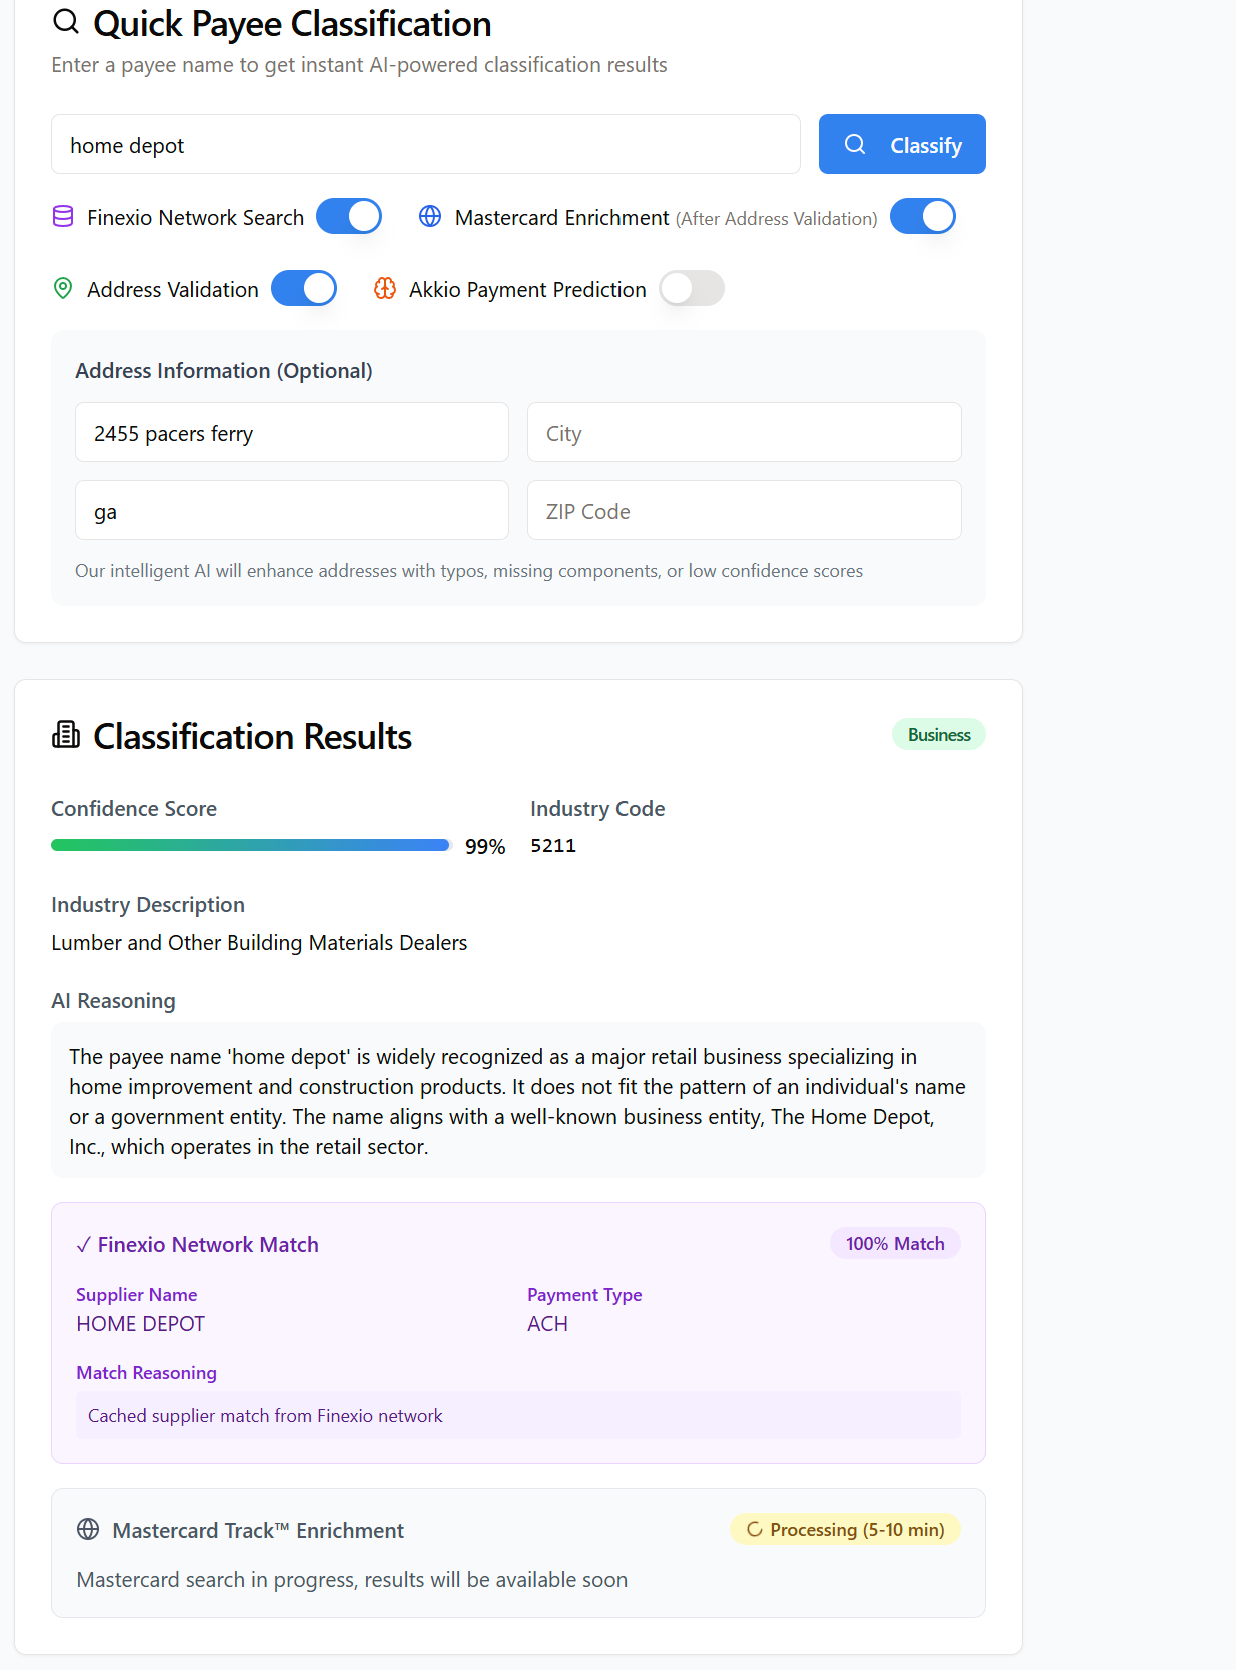 Quick Payee Classification
Enter a payee name to get instant AI-powered classification results
home depot
Classify
Finexio Network Search
Mastercard Enrichment (After Address Validation)
Address Validation
Akkio Payment Prediction
Address Information (Optional)
2455 pacers ferry
City
ga
ZIP Code
Our intelligent AI will enhance addresses with typos, missing components, or low confidence scores
Classification Results
Business
Confidence Score
99%
Industry Code
5211
Industry Description
Lumber and Other Building Materials Dealers
AI Reasoning
The payee name 'home depot' is widely recognized as a major retail business specializing in
home improvement and construction products. It does not fit the pattern of an individual's name
or a government entity. The name aligns with a well-known business entity, The Home Depot,
Inc., which operates in the retail sector.
✓ Finexio Network Match
100% Match
Supplier Name
HOME DEPOT
Payment Type
ACH
Match Reasoning
Cached supplier match from Finexio network
Mastercard Track™ Enrichment
Processing (5-10 min)
Mastercard search in progress, results will be available soon